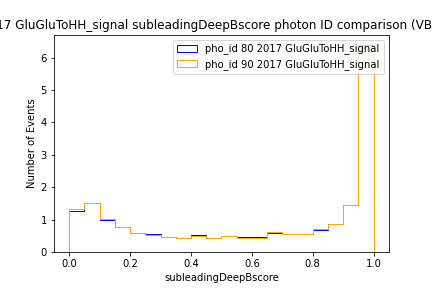 17 GluGluToHH_signal subleadingDeepBscore photon ID comparison (VB
pho_id 80 2017 GluGluToHH_signal
pho_id 90 2017 GluGluToHH_signal
Number of Events
6
5
4
3
2
1
0
0.0 0.2 0.4 0.6 0.8 1.0
subleadingDeepBscore